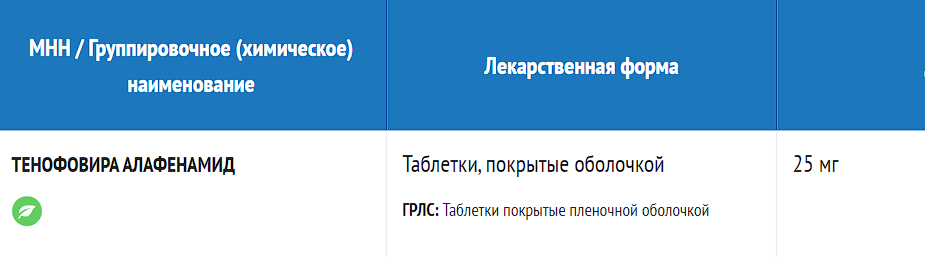 МНН / Группировочное (химическое)
наименование
Лекарственная форма
ТЕНОФОВИРА АЛАФЕНАМИД
Таблетки, покрытые оболочкой
25 мг
ГРЛС: Таблетки покрытые пленочной оболочкой